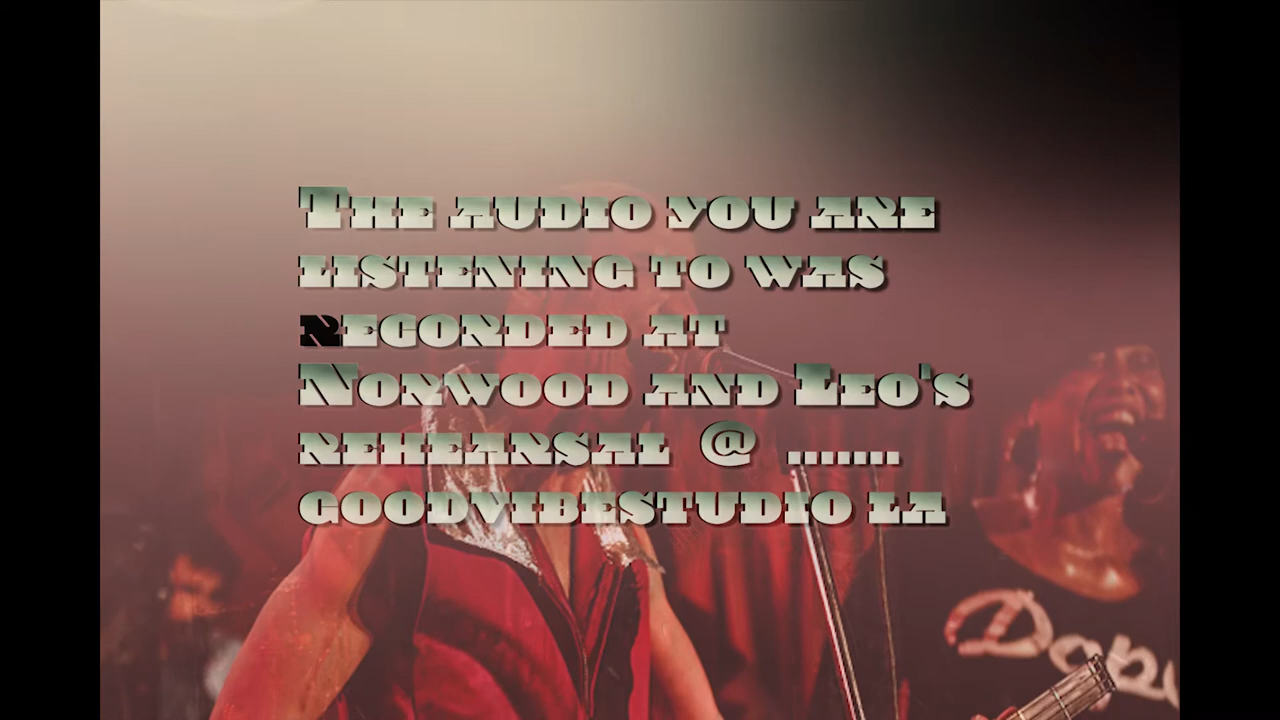 The audio you are
listening to was
recorded at
Norwood and Leo's
rehearsal @ .......
goodvibestudio la